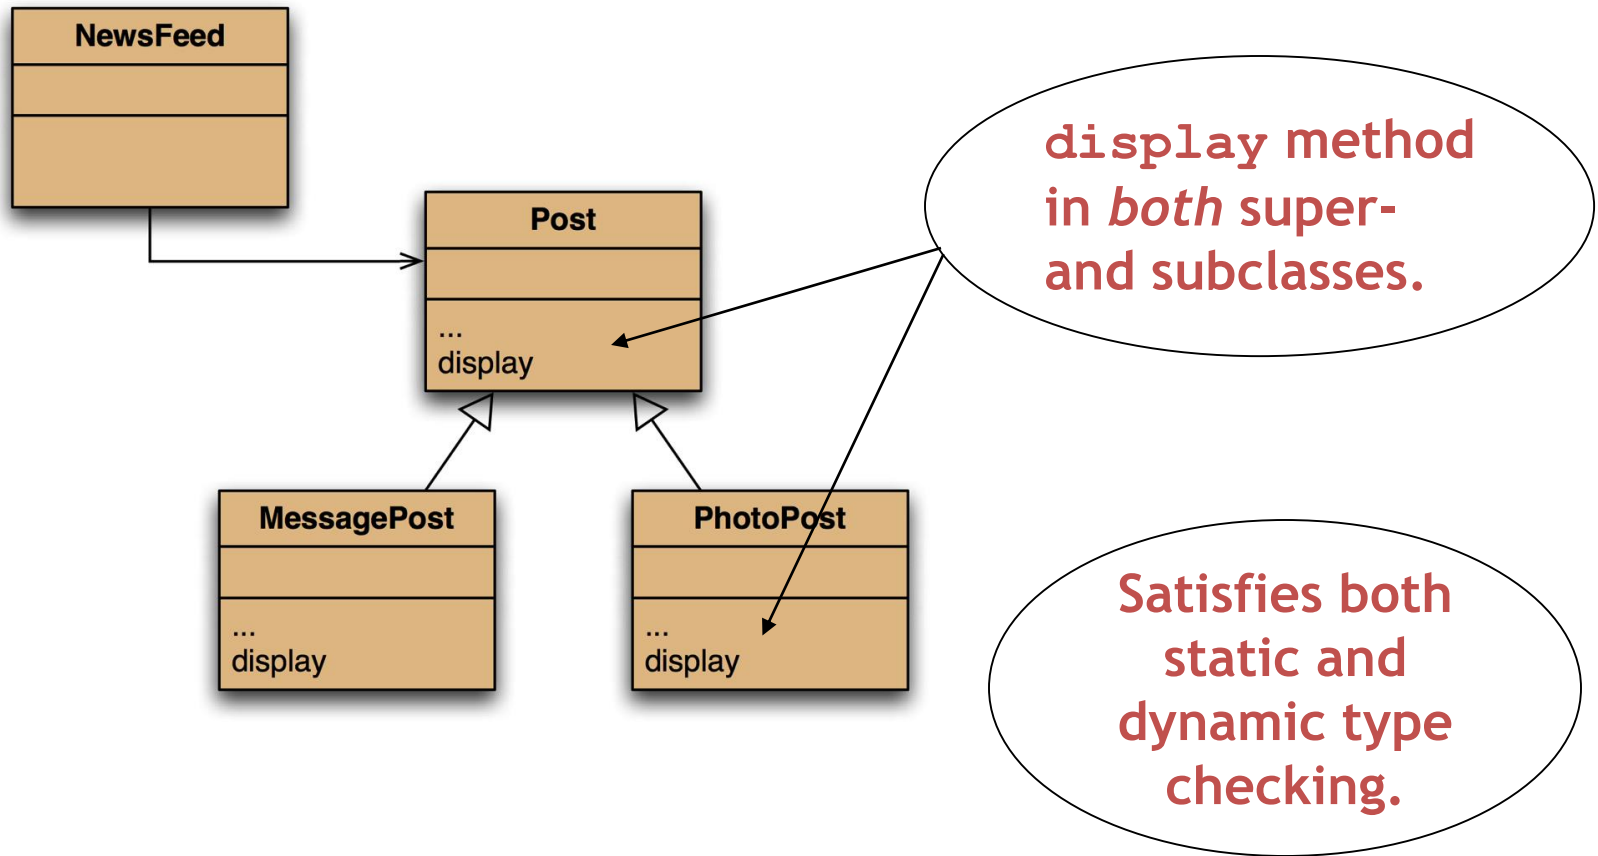 NewsFeed
Post
...
display
MessagePost
...
display
PhotoPost
...
display
display method
in both super-
and subclasses.
Satisfies both
static and
dynamic type
checking.